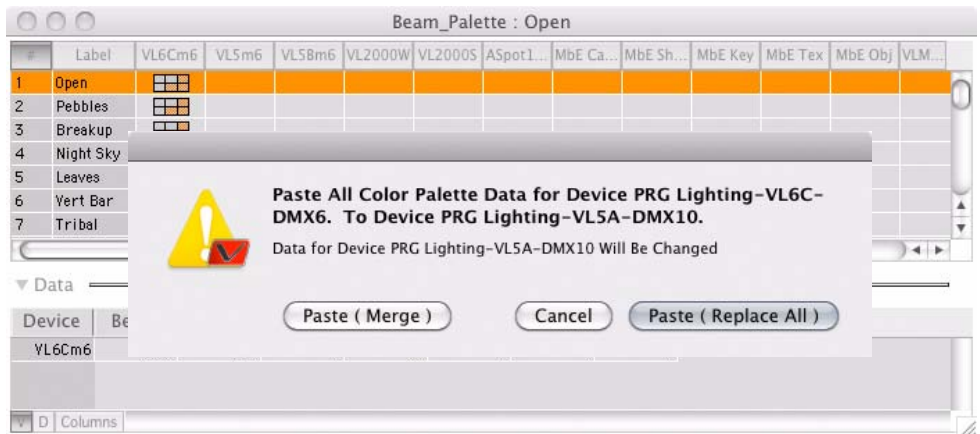 Beam_Palette : Open
# Label VL6Cm6 VL5m6 VL5Bm6 VL2000W VL2000S ASpot1... MbE Ca... MbE Sh... MbE Key MbE Tex MbE Obj VLM...
1 Open
2 Pebbles
3 Breakup
4 Night Sky
5 Leaves
6 Vert Bar
7 Tribal
Paste All Color Palette Data for Device PRG Lighting-VL6C-
DMX6. To Device PRG Lighting-VL5A-DMX10.
Data for Device PRG Lighting-VL5A-DMX10 Will Be Changed
Paste ( Merge ) Cancel Paste ( Replace All )
Data
Device Be
VL6Cm6
V D Columns